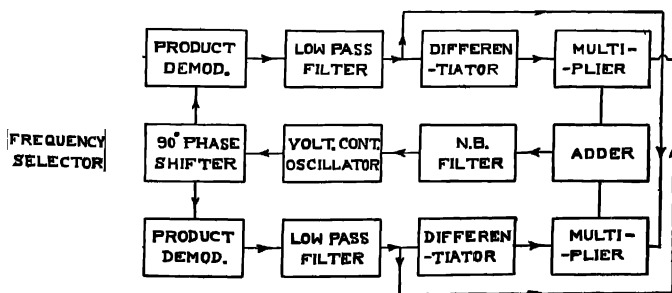 PRODUCT
DEMOD.
LOW PASS
FILTER
DIFFEREN
-TIATOR
MULTI-
-PLIER
FREQUENCY
SELECTOR
90° PHASE
SHIFTER
VOLT. CONT.
OSCILLATOR
N.B.
FILTER
ADDER
PRODUCT
DEMOD.
LOW PASS
FILTER
DIFFEREN
-TIATOR
MULTI-
-PLIER